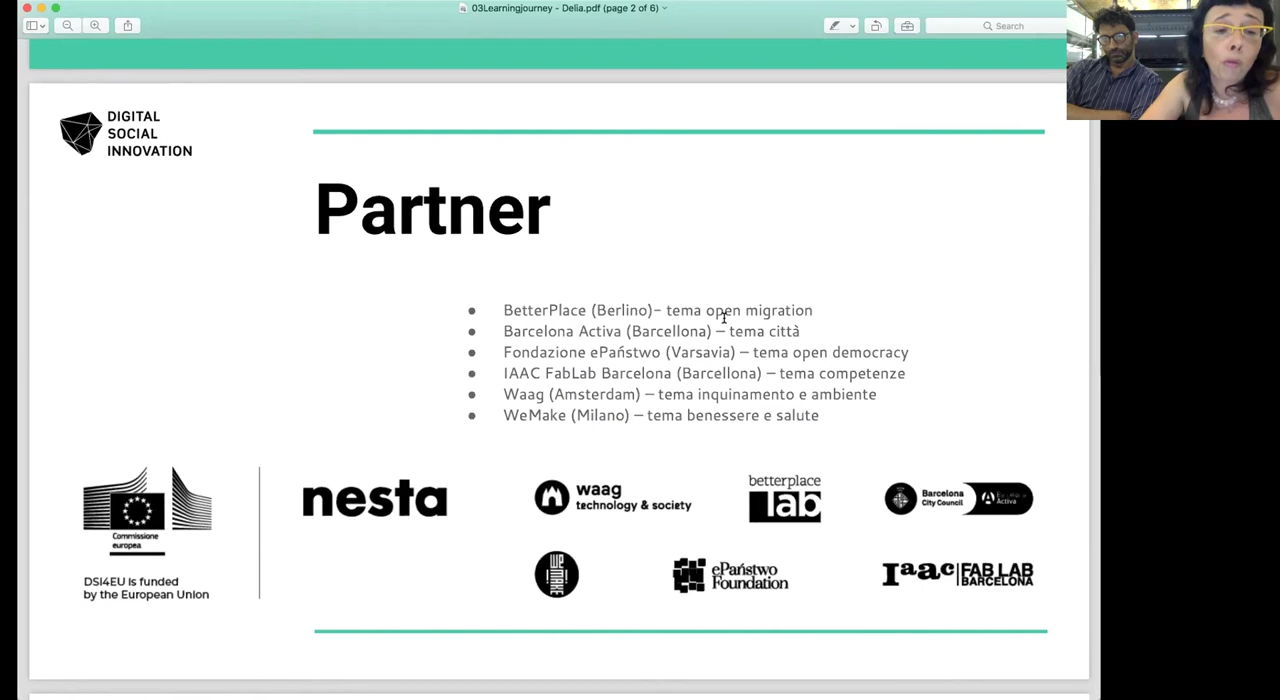 03Learningjourney - Delia.pdf (page 2 of 6)
Search
DIGITAL
SOCIAL
INNOVATION
Partner
BetterPlace (Berlino)– tema open migration
Barcelona Activa (Barcellona) – tema città
Fondazione ePaństwo (Varsavia) – tema open democracy
IAAC FabLab Barcelona (Barcellona) – tema competenze
Waag (Amsterdam) – tema inquinamento e ambiente
WeMake (Milano) – tema benessere e salute
Commissione
europea
DSI4EU is funded
by the European Union
nesta
waag
technology & society
betterplace
lab
Barcelona
City Council
Activa
WE MAKE
ePaństwo
Foundation
Iaac FAB LAB
BARCELONA